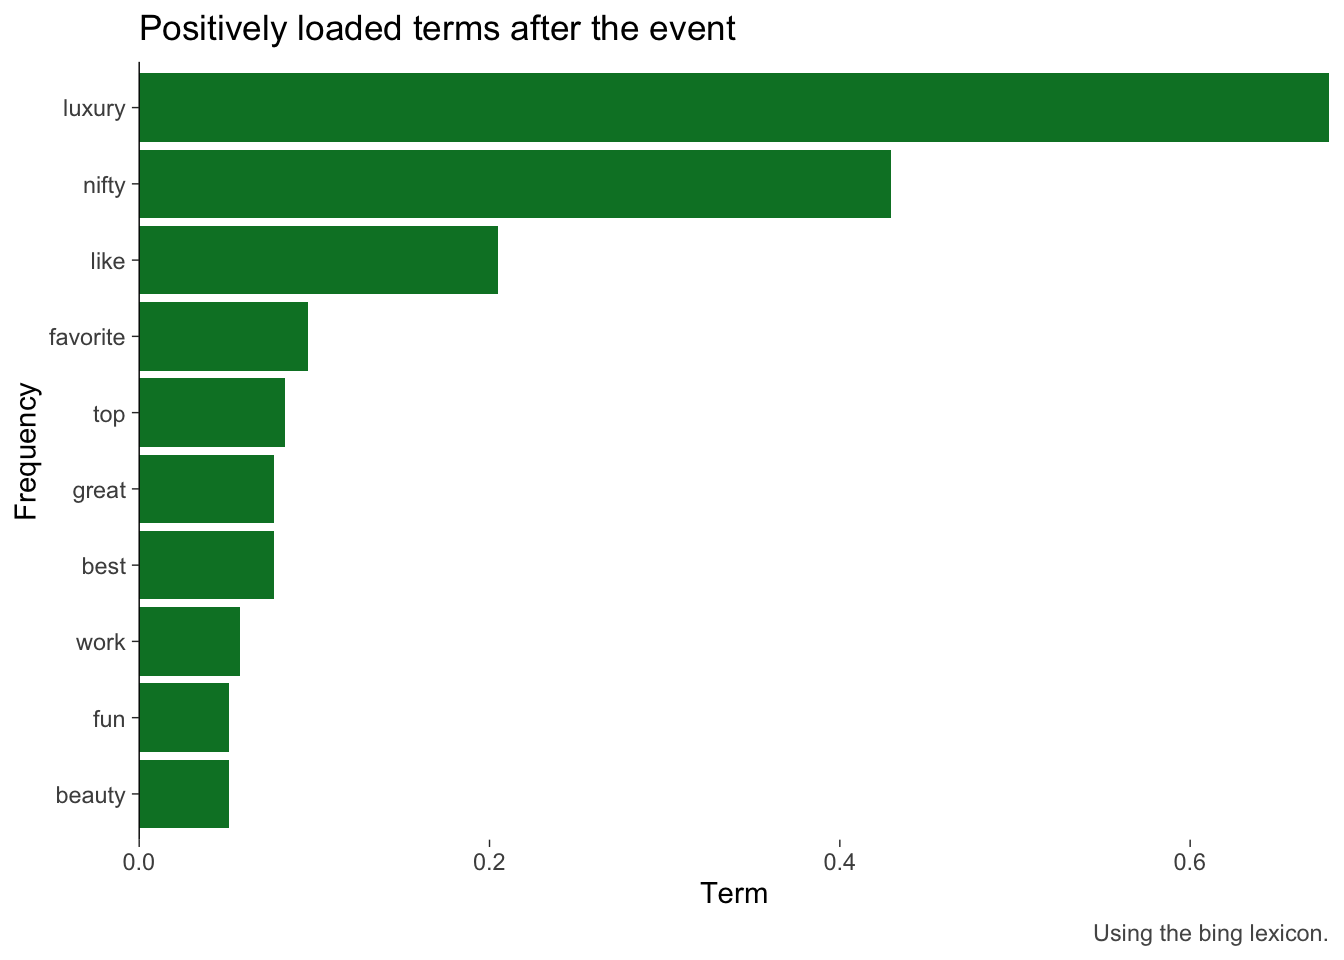 Positively loaded terms after the event
luxury
nifty
like
favorite
top
great
best
work
fun
beauty
Frequency
0.0 0.2 0.4 0.6
Term
Using the bing lexicon.